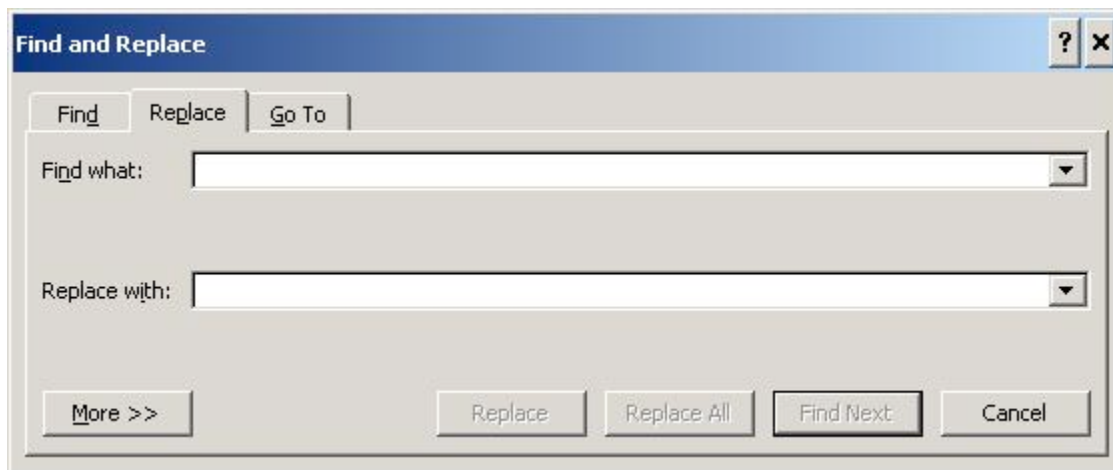 Find and Replace ? ×
Find Replace Go To
Find what:
Replace with:
More >> Replace Replace All Find Next Cancel